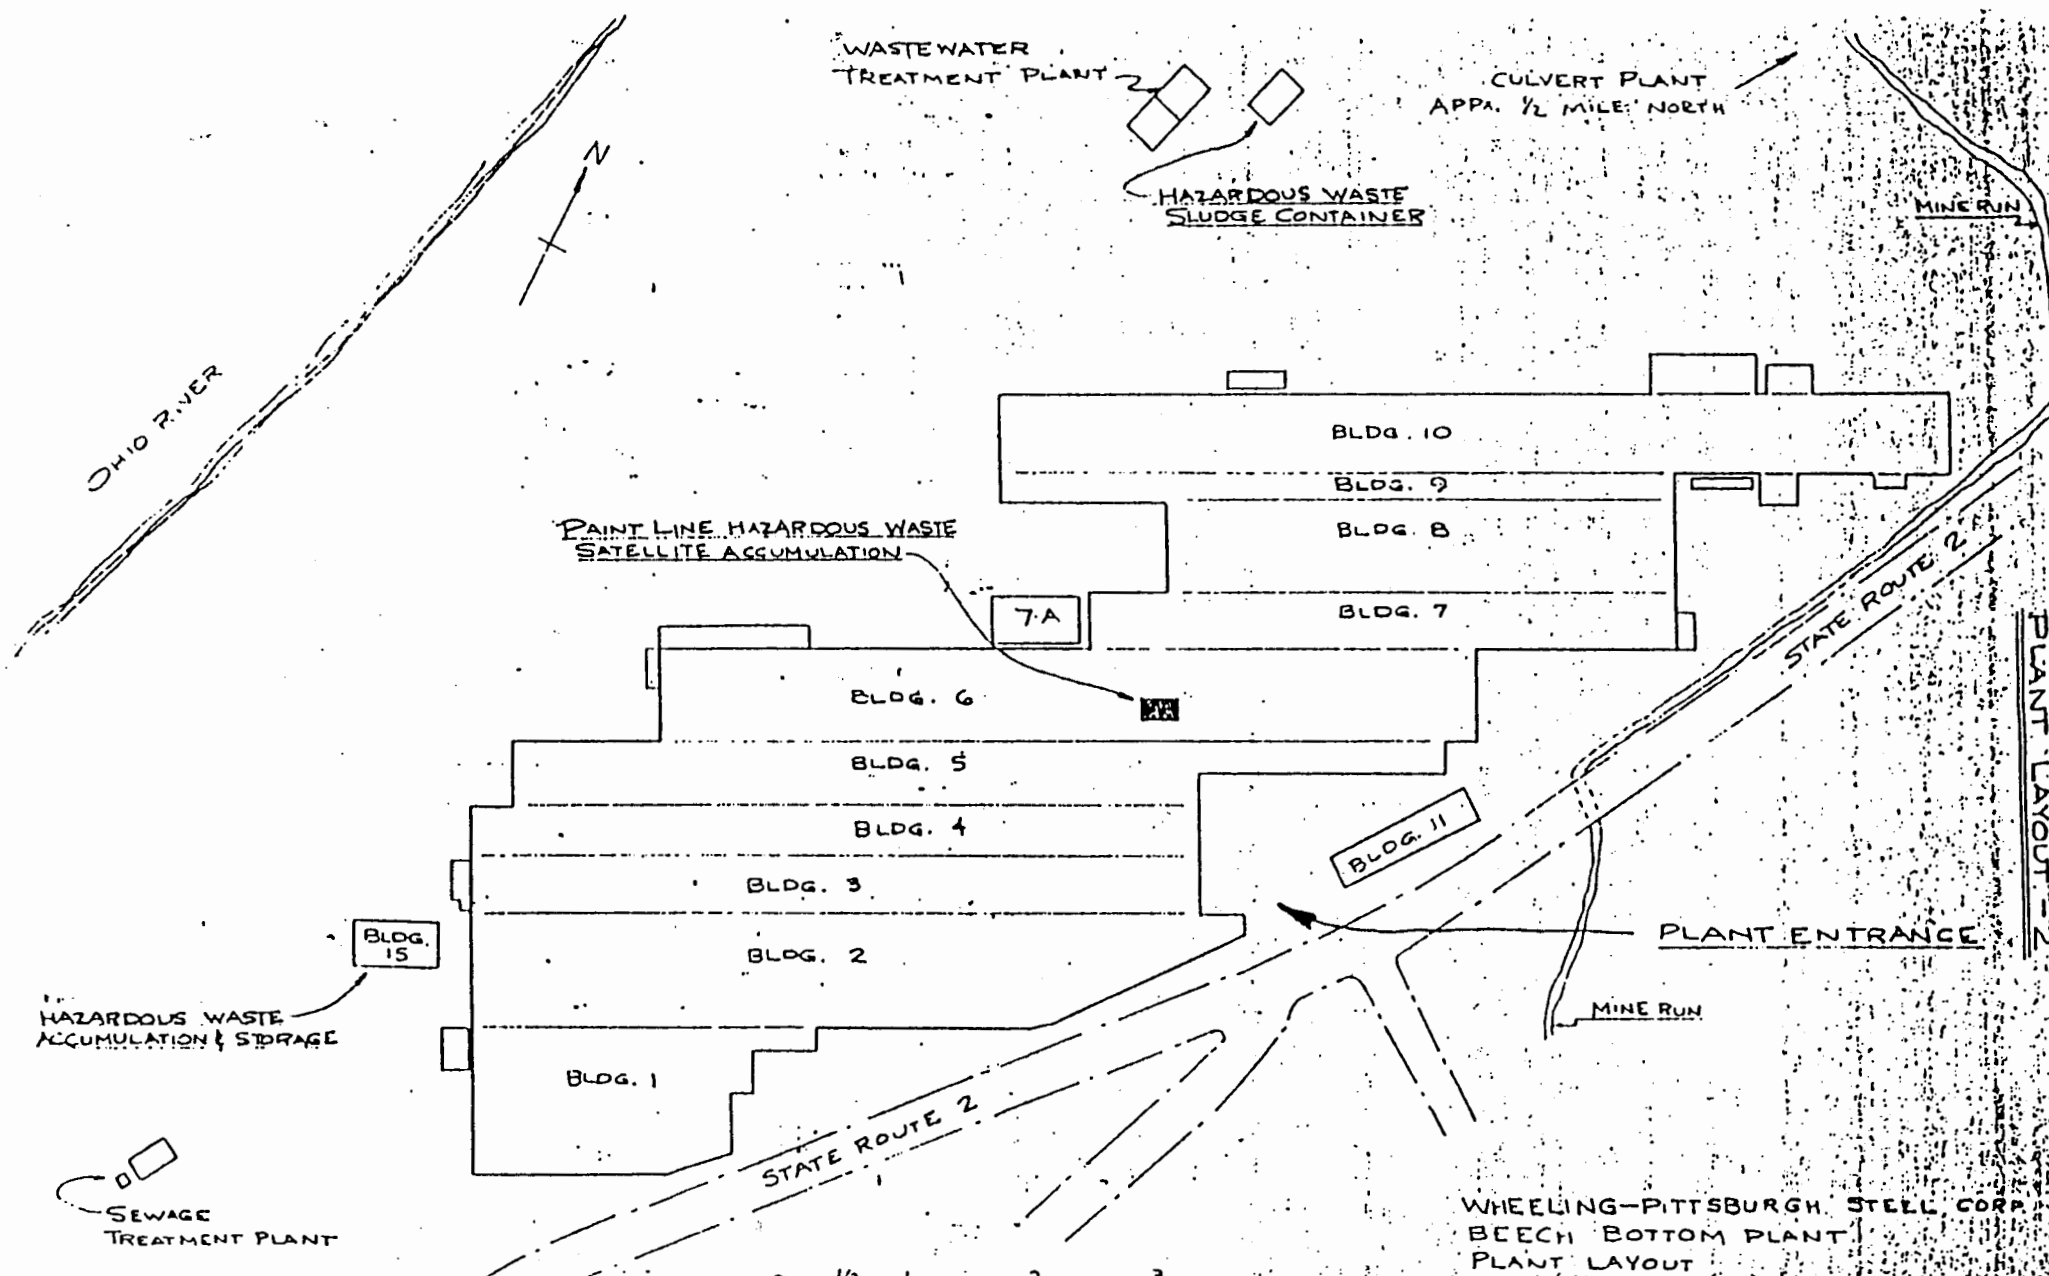 WASTEWATER
TREATMENT PLANT
CULVERT PLANT
APPR. 1/2 MILE NORTH
N
HAZARDOUS WASTE
SLUDGE CONTAINER
MINE RUN
OHIO RIVER
BLDG. 10
BLDG. 9
BLDG. 8
PAINT LINE HAZARDOUS WASTE
SATELLITE ACCUMULATION
STATE ROUTE 2
7-A
BLDG. 7
PLANT LAYOUT-2
BLDG. 6
BLDG. 5
BLDG. 4
BLDG. 11
BLDG. 3
BLDG.
15
BLDG. 2
PLANT ENTRANCE
HAZARDOUS WASTE
ACCUMULATION & STORAGE
MINE RUN
BLDG. 1
STATE ROUTE 2
SEWAGE
TREATMENT PLANT
WHEELING-PITTSBURGH STEEL CORP.
BEECH BOTTOM PLANT
PLANT LAYOUT